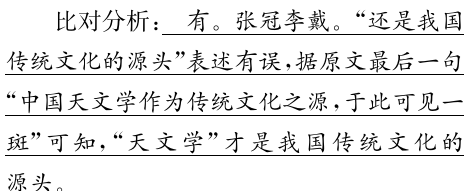 比对分析：有。张冠李戴。“还是我国
传统文化的源头”表述有误，据原文最后一句
“中国天文学作为传统文化之源，于此可见一
斑”可知，“天文学”才是我国传统文化的
源头。